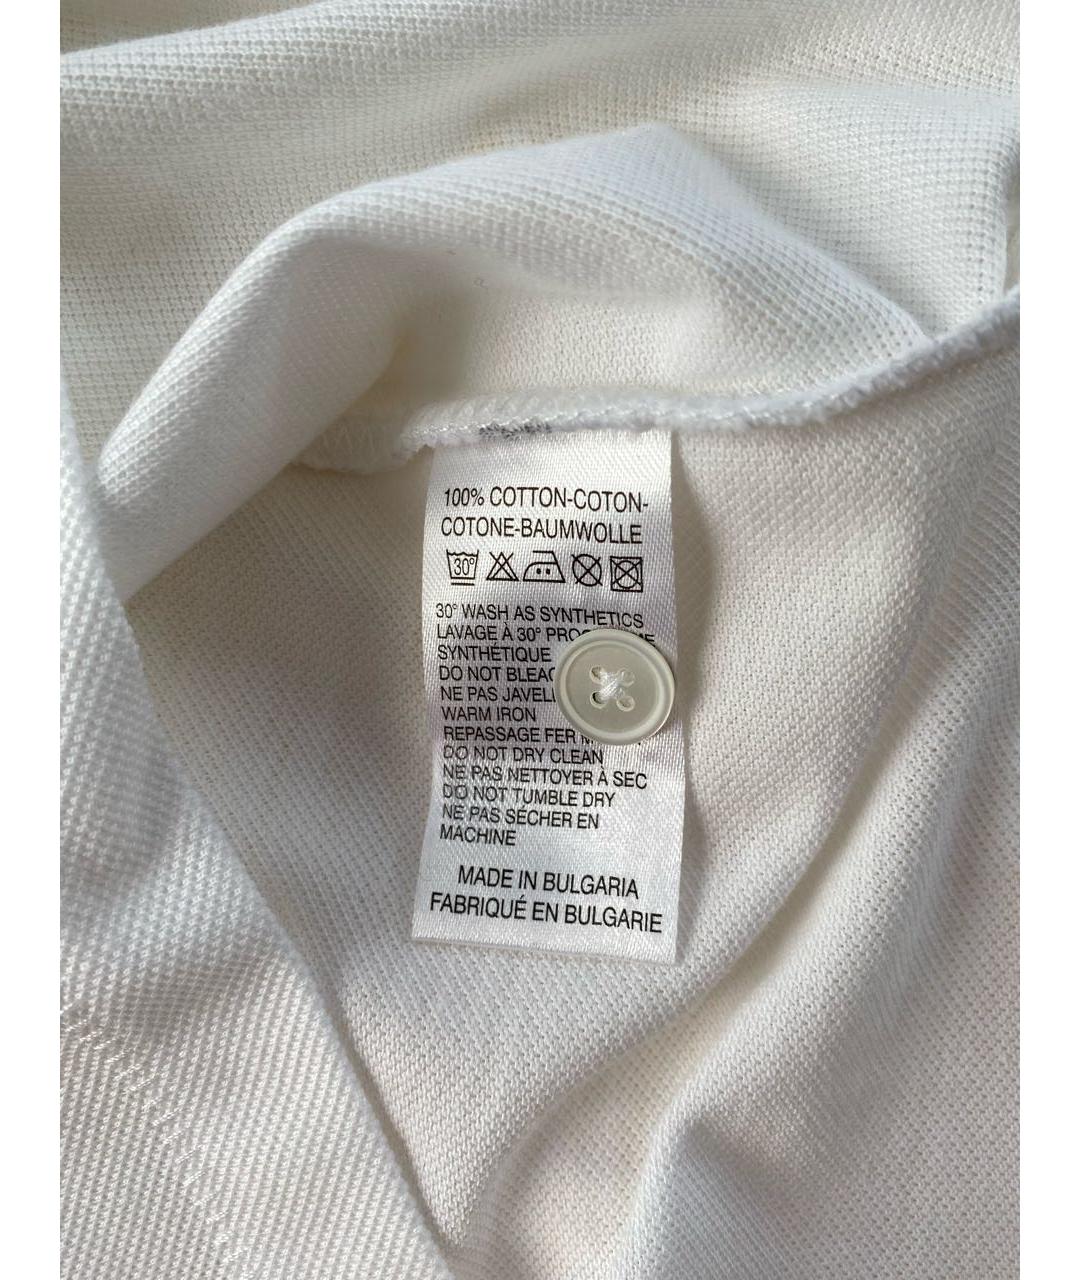 100% COTTON-COTON-
COTONE-BAUMWOLLE
30°
30° WASH AS SYNTHETICS
LAVAGE À 30°
SYNTHÉTIQUE
DO NOT
NE PAS
WARM IRON
REPASSAGE FER
DO NOT DRY CLEAN
NE PAS NETTOYER À SEC
DO NOT TUMBLE DRY
NE PAS SÉCHER EN
MACHINE
MADE IN BULGARIA
FABRIQUÉ EN BULGARIE